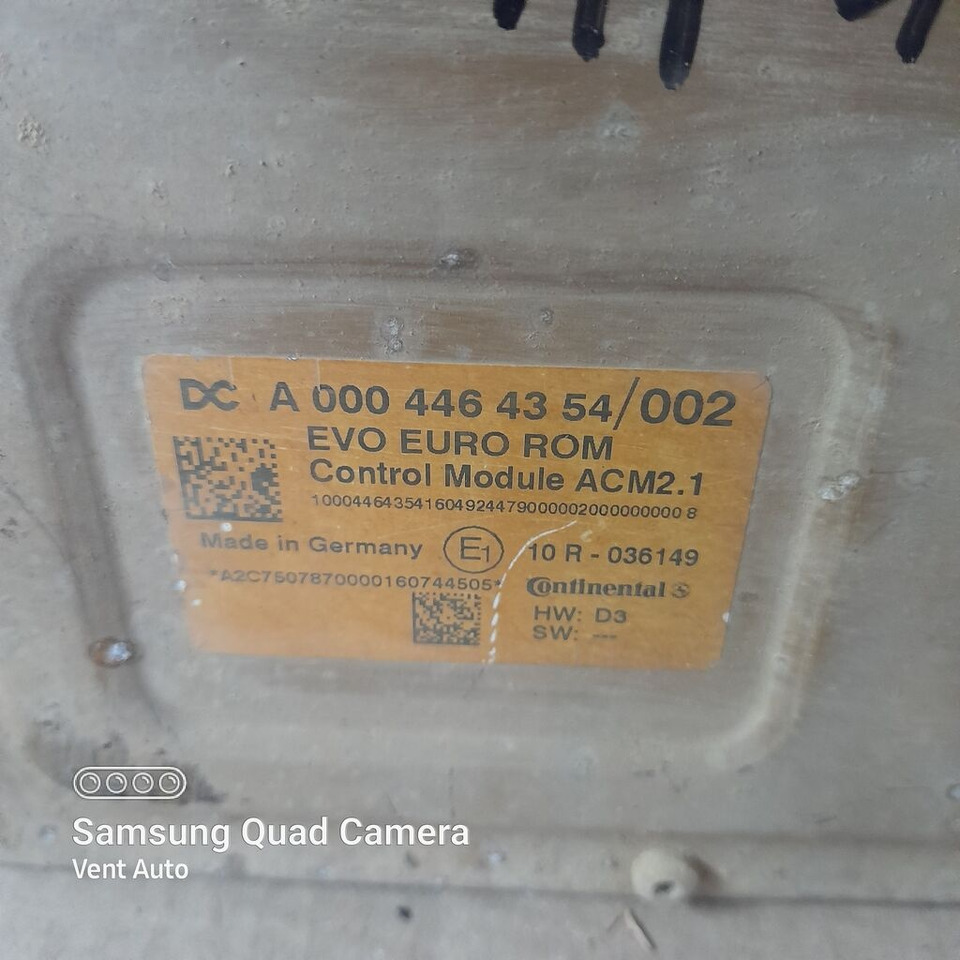 DC A 000 446 43 54/002
EVO EURO ROM
Control Module ACM2.1
10004464354160492447900000200000000 8
Made in Germany E1 10 R - 036149
*A2C7507870000160744505* Continental
HW: D3
SW: ---
Samsung Quad Camera
Vent Auto